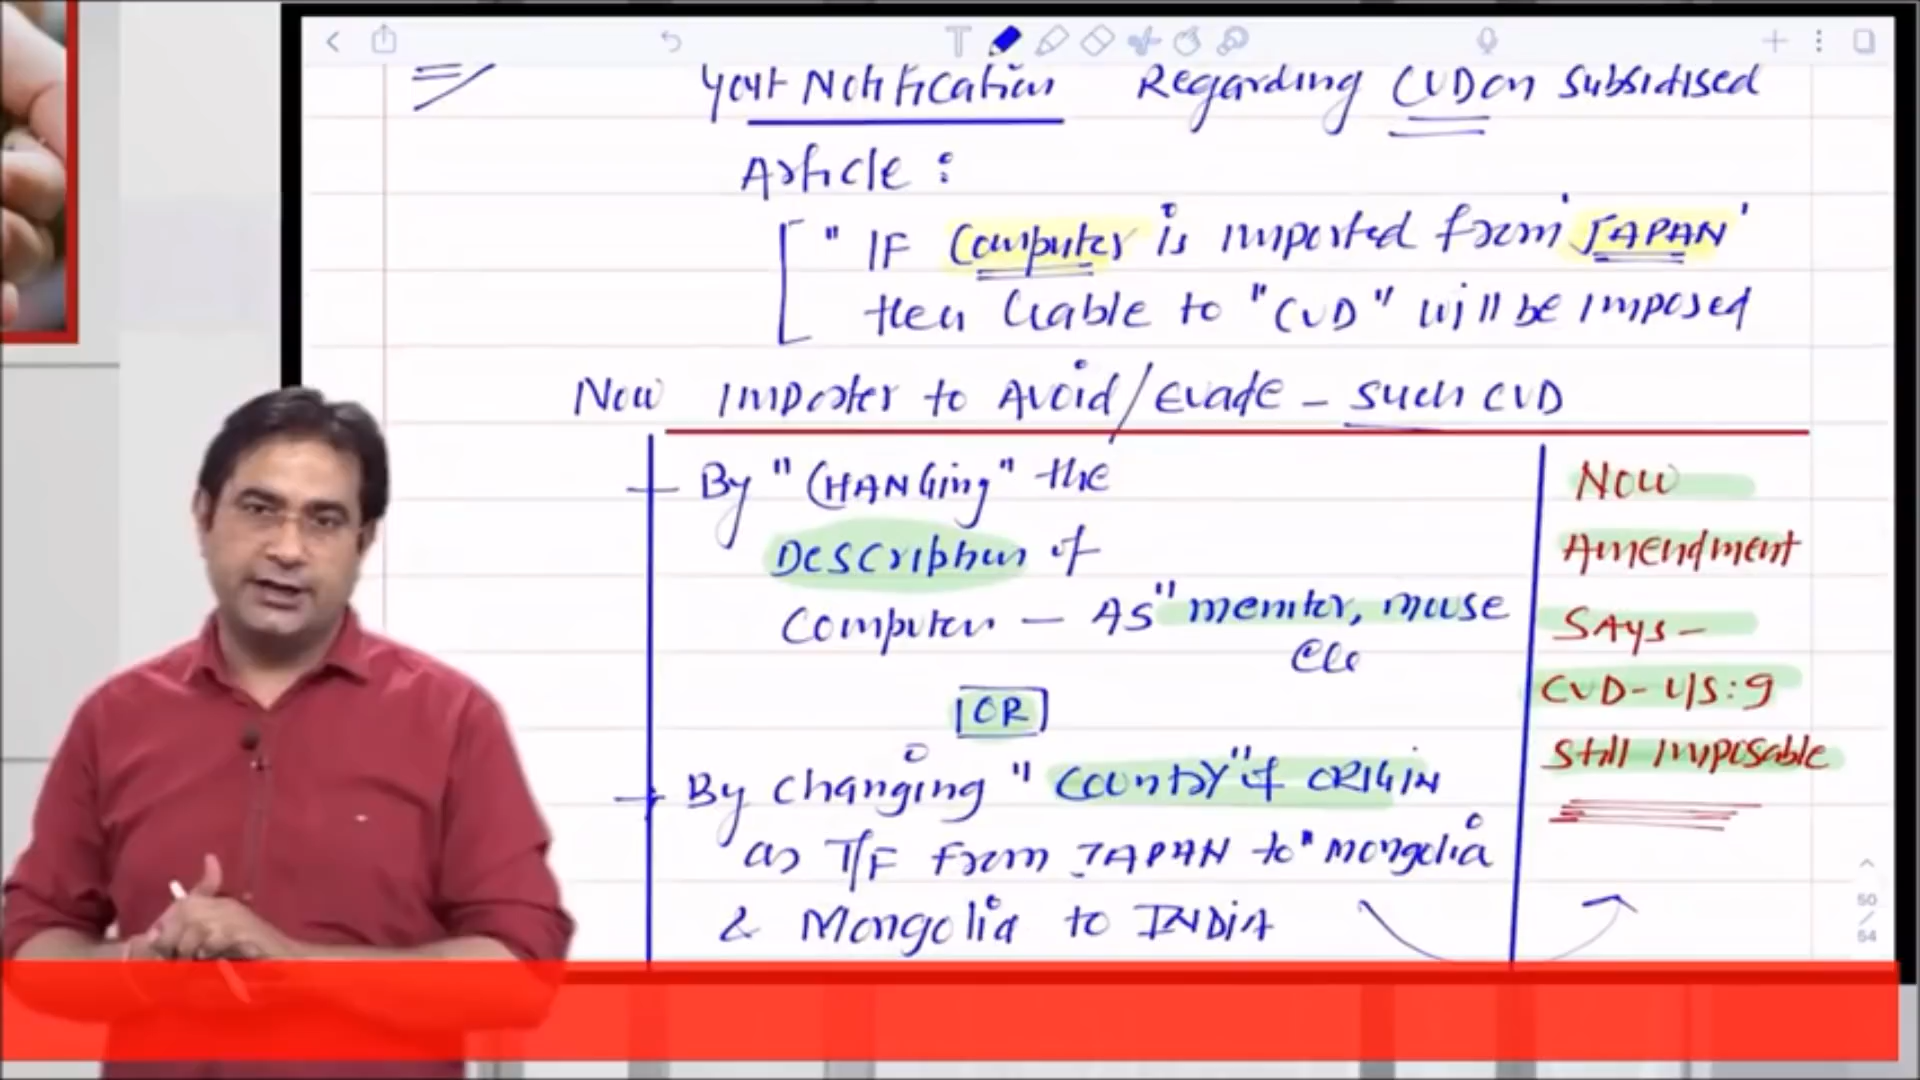 Govt Notification Regarding CVD on Subsidised
Article :
" IF Computer is imported from 'JAPAN'
then liable to "CVD" will be imposed
Now Importer to Avoid/Evade - such CVD
By "CHANGing" the
Description of
Computer - AS "monitor, mouse
etc
OR
By changing "Country" of ORIGIN
as T/F from JAPAN to "Mongolia
& Mongolia to INDIA
Now
Amendment
SAys -
CVD - U/S : 9
Still Imposable
50
/
54